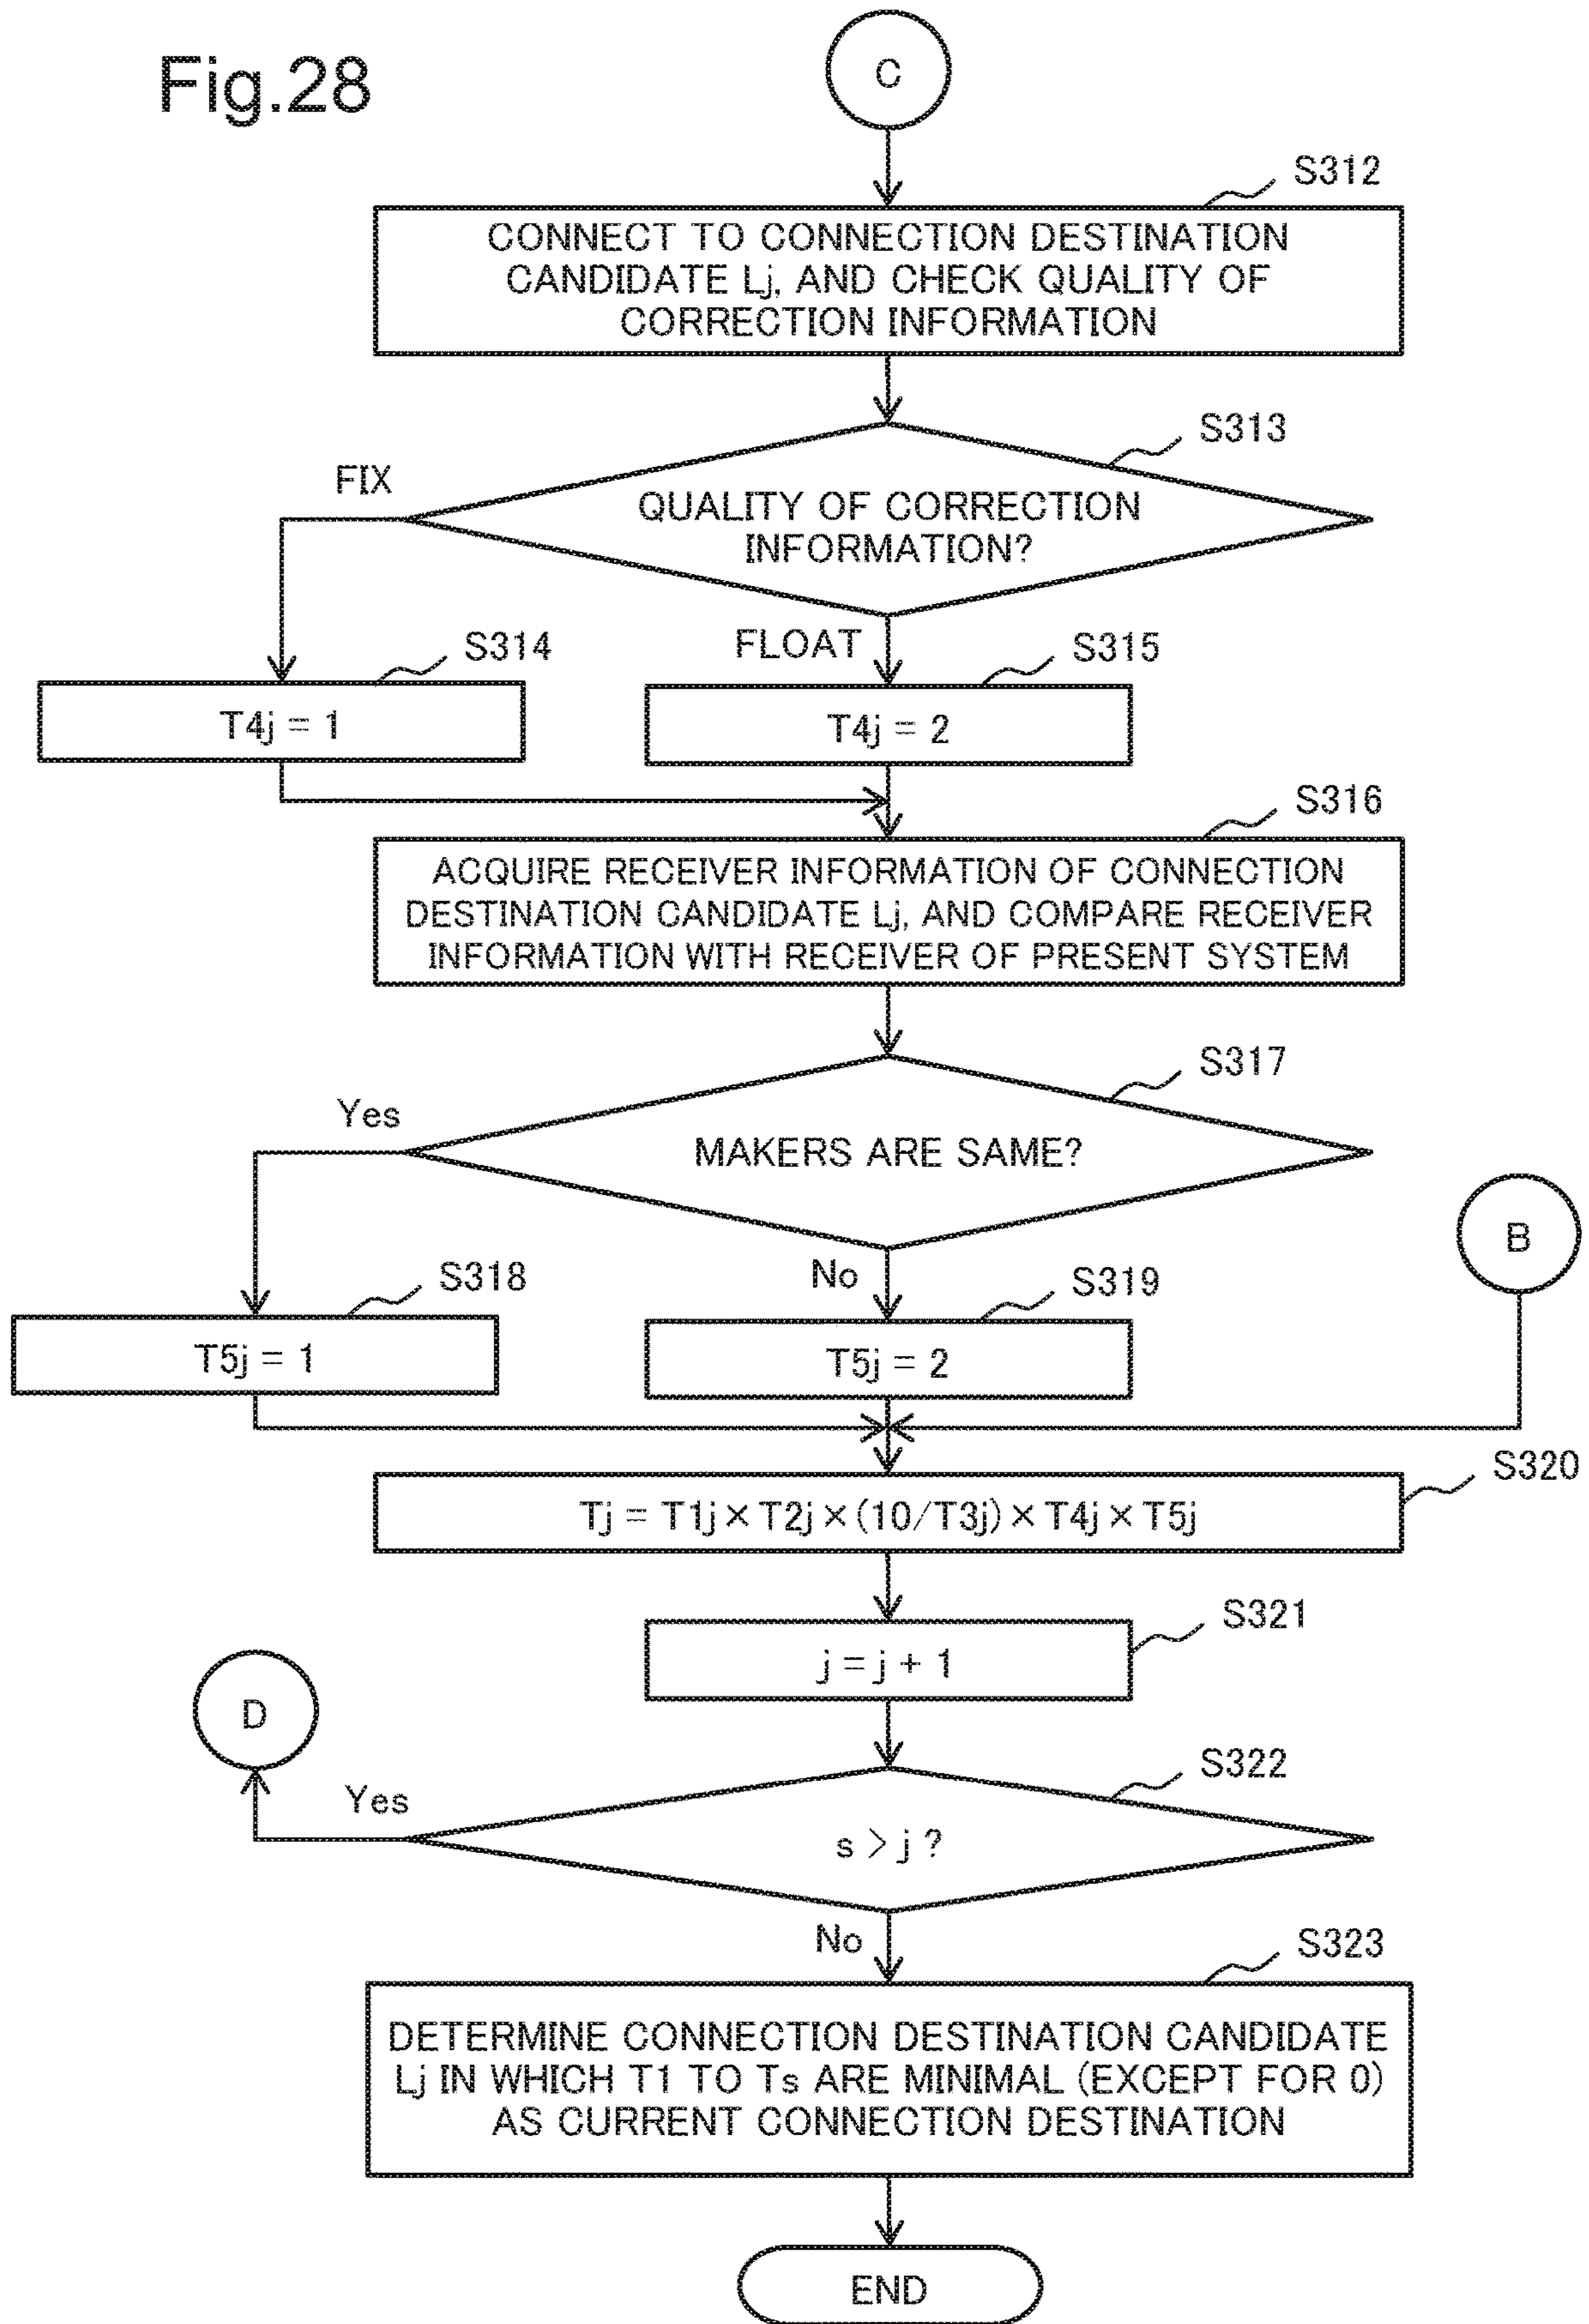 Fig.28
C
S312
CONNECT TO CONNECTION DESTINATION
CANDIDATE Lj, AND CHECK QUALITY OF
CORRECTION INFORMATION
S313
FIX
QUALITY OF CORRECTION
INFORMATION?
FLOAT
S314
S315
T4j = 1
T4j = 2
S316
ACQUIRE RECEIVER INFORMATION OF CONNECTION
DESTINATION CANDIDATE Lj, AND COMPARE RECEIVER
INFORMATION WITH RECEIVER OF PRESENT SYSTEM
S317
Yes
MAKERS ARE SAME?
B
No
S318
S319
T5j = 1
T5j = 2
S320
Tj = T1j × T2j × (10/T3j) × T4j × T5j
S321
j = j + 1
D
S322
Yes
s > j ?
No
S323
DETERMINE CONNECTION DESTINATION CANDIDATE
Lj IN WHICH T1 TO Ts ARE MINIMAL (EXCEPT FOR 0)
AS CURRENT CONNECTION DESTINATION
END